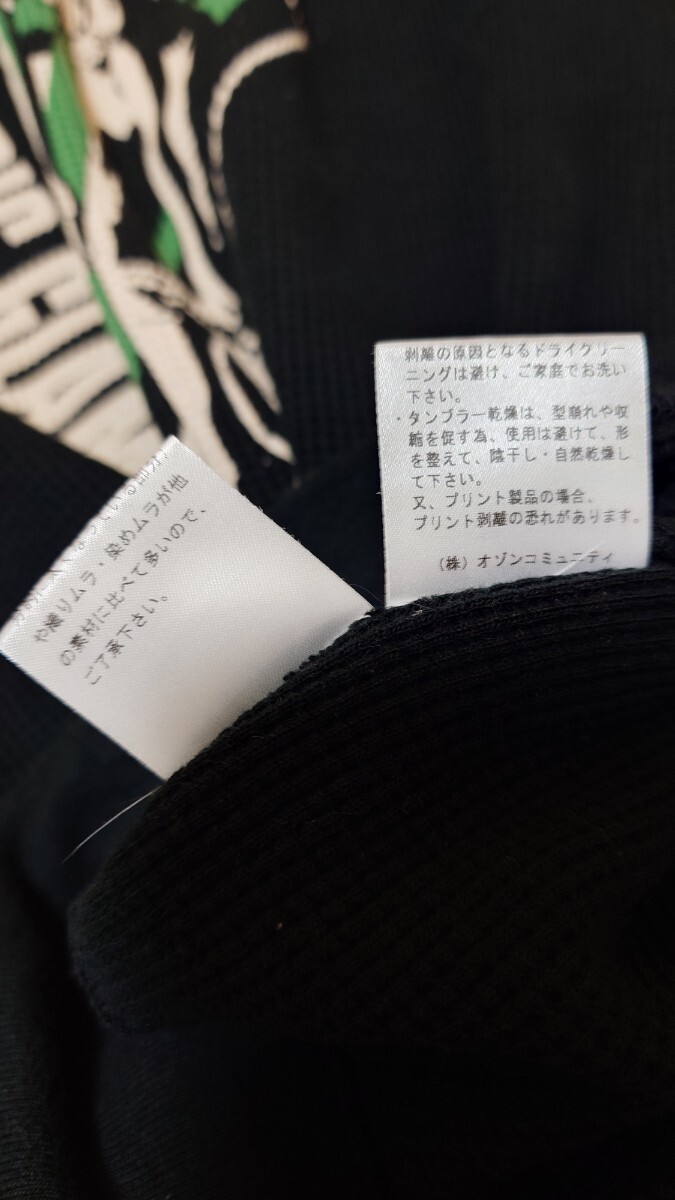 剥離の原因となるドライクリー
ニングは避け、ご家庭でお洗い
下さい。
・タンブラー乾燥は、型崩れや収
縮を促す為、使用は避けて、形
を整えて、陰干し・自然乾燥し
て下さい。
又、プリント製品の場合、
プリント剥離の恐れがあります。
（株）オゾンコミュニティ
や濃りムラ・染めムラが他
の素材に比べて多いので、
ご了承下さい。